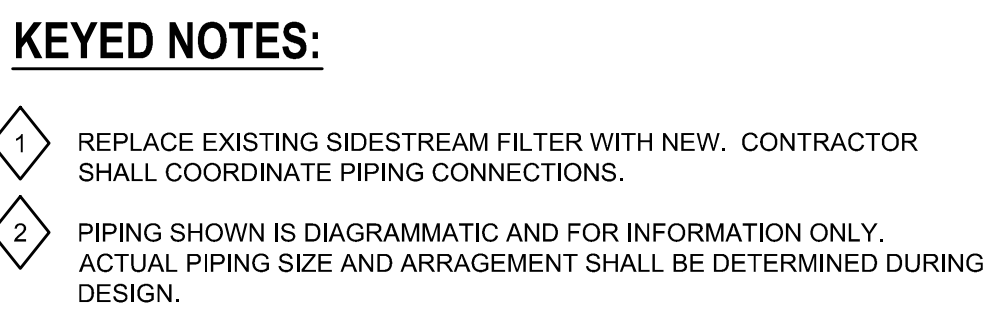 KEYED NOTES:
1 REPLACE EXISTING SIDESTREAM FILTER WITH NEW. CONTRACTOR
SHALL COORDINATE PIPING CONNECTIONS.
2 PIPING SHOWN IS DIAGRAMMATIC AND FOR INFORMATION ONLY.
ACTUAL PIPING SIZE AND ARRAGEMENT SHALL BE DETERMINED DURING
DESIGN.